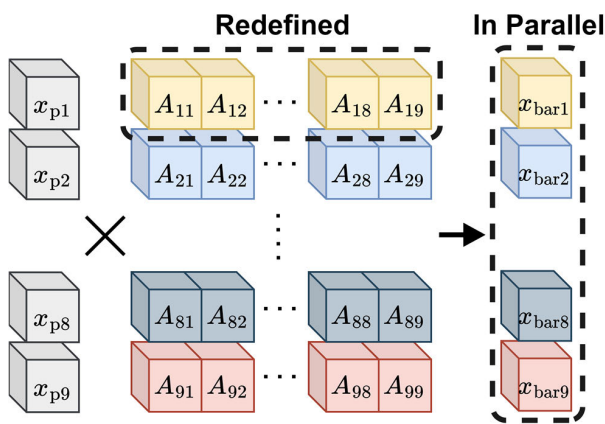 Redefined In Parallel
x_p1 A_11 A_12 ... A_18 A_19 x_bar1
x_p2 A_21 A_22 ... A_28 A_29 x_bar2
×
x_p8 A_81 A_82 ... A_88 A_89 x_bar8
x_p9 A_91 A_92 ... A_98 A_99 x_bar9